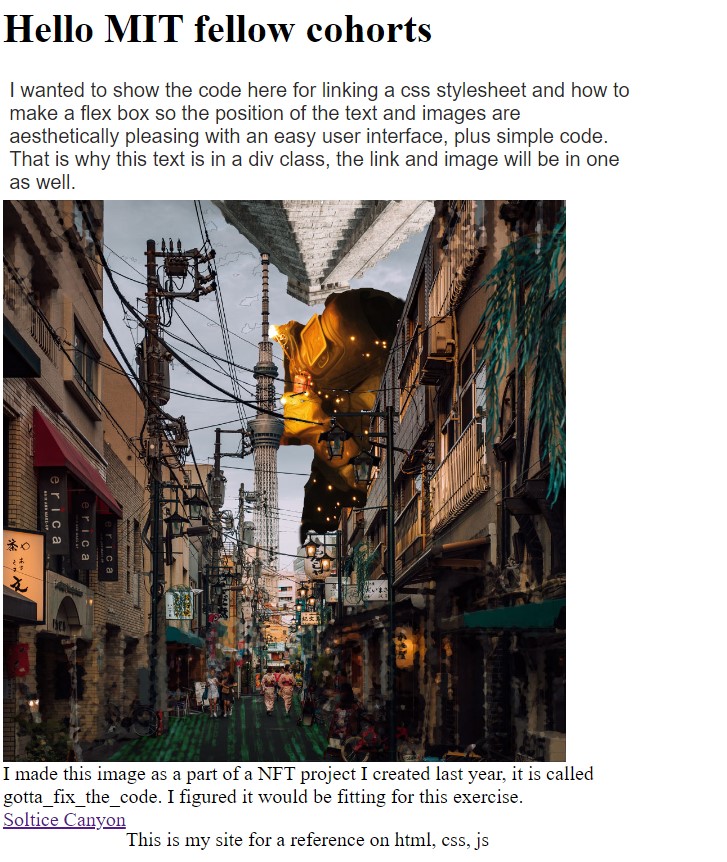 Hello MIT fellow cohorts
I wanted to show the code here for linking a css stylesheet and how to
make a flex box so the position of the text and images are
aesthetically pleasing with an easy user interface, plus simple code.
That is why this text is in a div class, the link and image will be in one
as well.
erica
erica
erica
I made this image as a part of a NFT project I created last year, it is called
gotta_fix_the_code. I figured it would be fitting for this exercise.
Soltice Canyon
This is my site for a reference on html, css, js